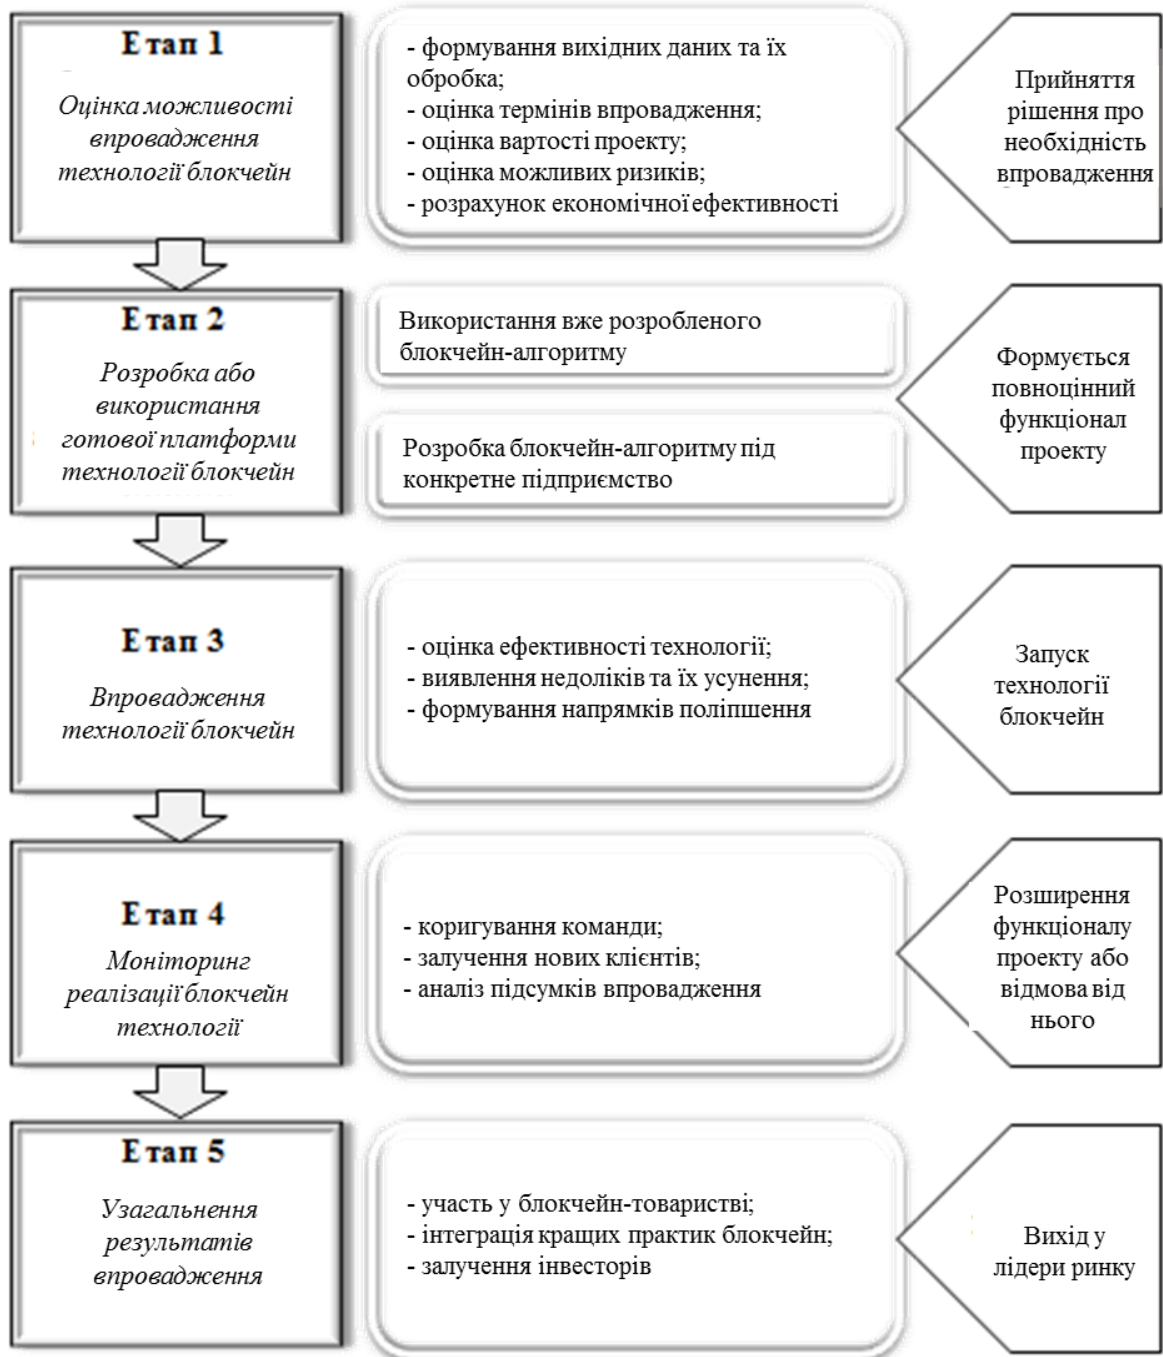 Етап 1
Оцінка можливості
впровадження
технології блокчейн
- формування вихідних даних та їх
обробка;
- оцінка термінів впровадження;
- оцінка вартості проекту;
- оцінка можливих ризиків;
- розрахунок економічної ефективності
Прийняття
рішення про
необхідність
впровадження
Етап 2
Розробка або
використання
готової платформи
технології блокчейн
Використання вже розробленого
блокчейн-алгоритму
Розробка блокчейн-алгоритму під
конкретне підприємство
Формується
повноцінний
функціонал
проекту
Етап 3
Впровадження
технології блокчейн
- оцінка ефективності технології;
- виявлення недоліків та їх усунення;
- формування напрямків поліпшення
Запуск
технології
блокчейн
Етап 4
Моніторинг
реалізації блокчейн
технології
- коригування команди;
- залучення нових клієнтів;
- аналіз підсумків впровадження
Розширення
функціоналу
проекту або
відмова від
нього
Етап 5
Узагальнення
результатів
впровадження
- участь у блокчейн-товаристві;
- інтеграція кращих практик блокчейн;
- залучення інвесторів
Вихід у
лідери ринку